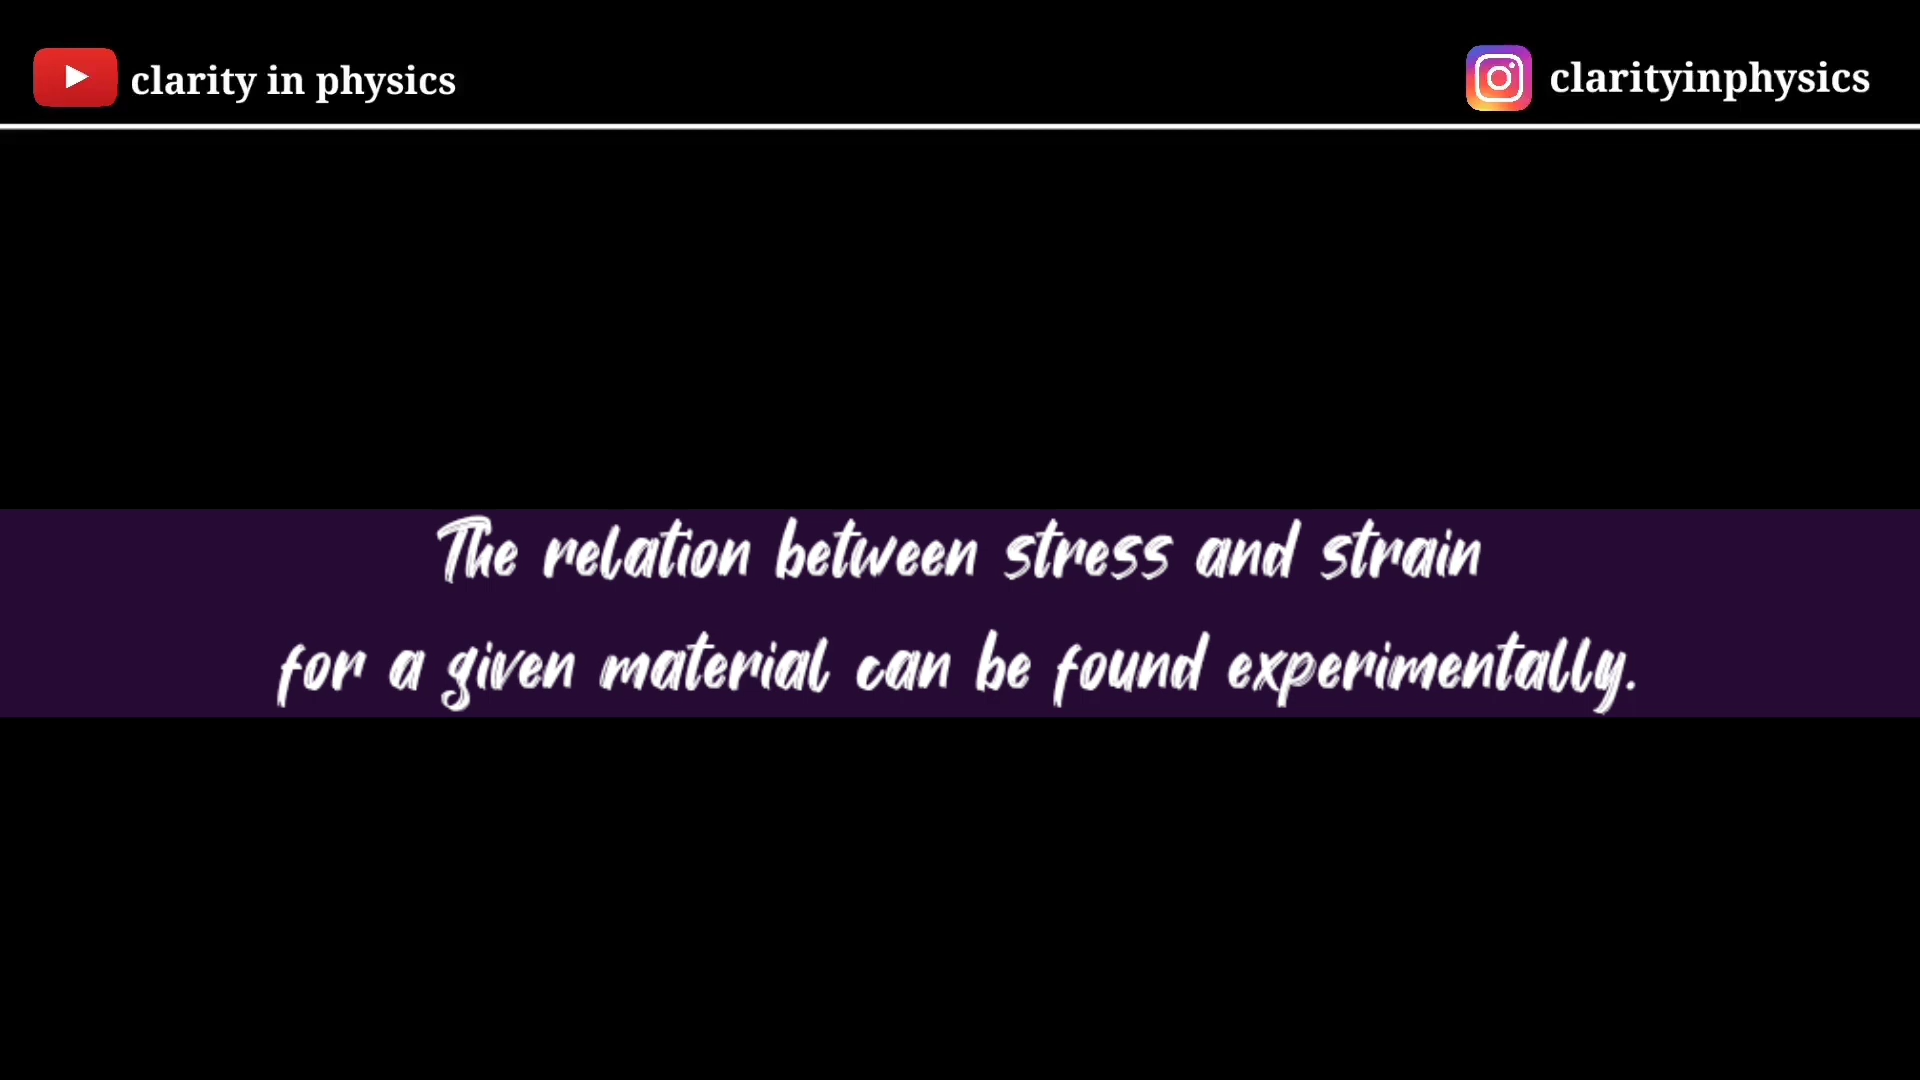 clarity in physics
clarityinphysics
The relation between stress and strain
for a given material can be found experimentally.